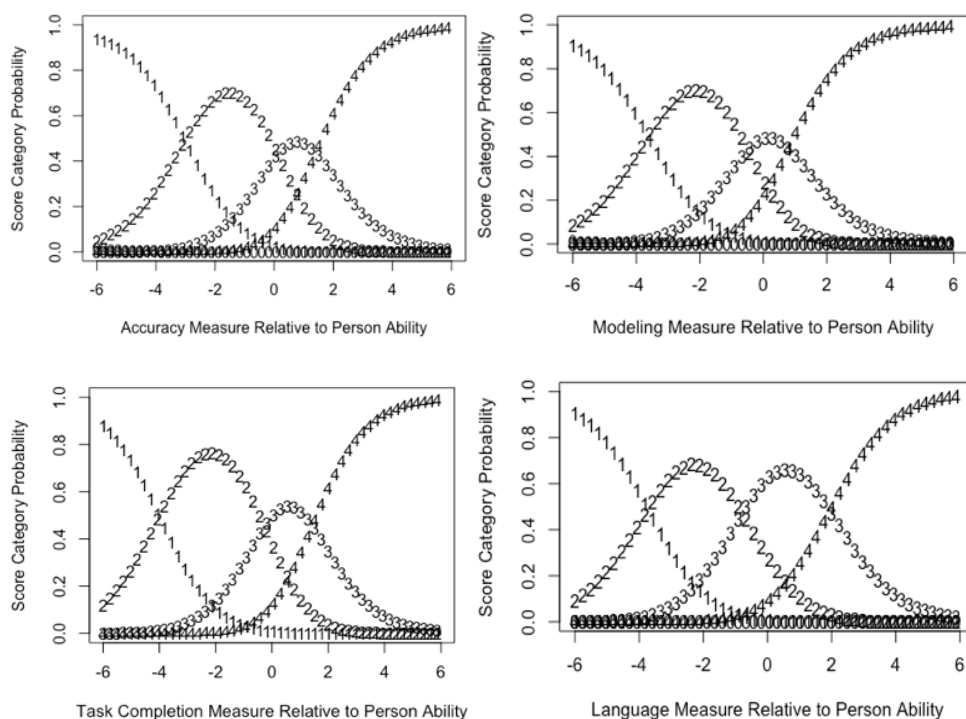 Score Category Probability
0.0 0.2 0.4 0.6 0.8 1.0
-6 -4 -2 0 2 4 6
Accuracy Measure Relative to Person Ability
Score Category Probability
0.0 0.2 0.4 0.6 0.8 1.0
-6 -4 -2 0 2 4 6
Modeling Measure Relative to Person Ability
Score Category Probability
0.0 0.2 0.4 0.6 0.8 1.0
-6 -4 -2 0 2 4 6
Task Completion Measure Relative to Person Ability
Score Category Probability
0.0 0.2 0.4 0.6 0.8 1.0
-6 -4 -2 0 2 4 6
Language Measure Relative to Person Ability